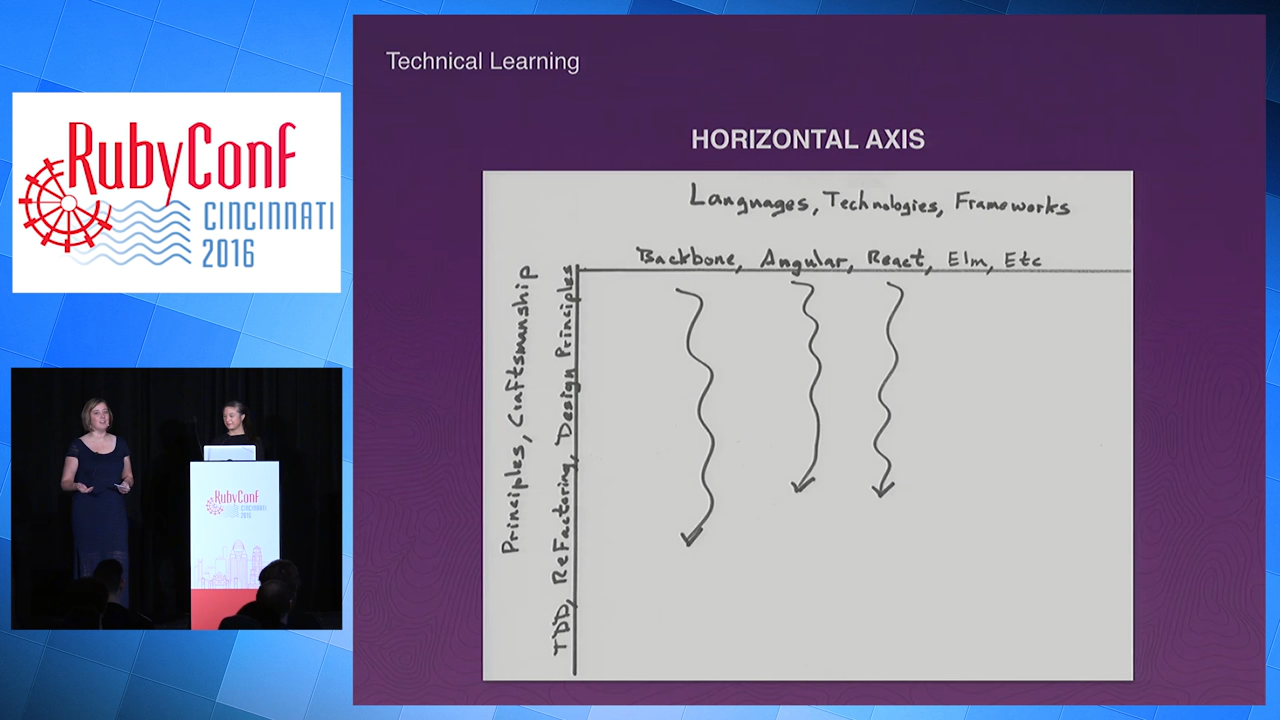 Technical Learning
HORIZONTAL AXIS
Languages, Technologies, Frameworks
Backbone, Angular, React, Elm, Etc
Principles, Craftsmanship
TDD, ReFactoring, Design Principles
RubyConf
CINCINNATI
2016
RubyConf
CINCINNATI
2016